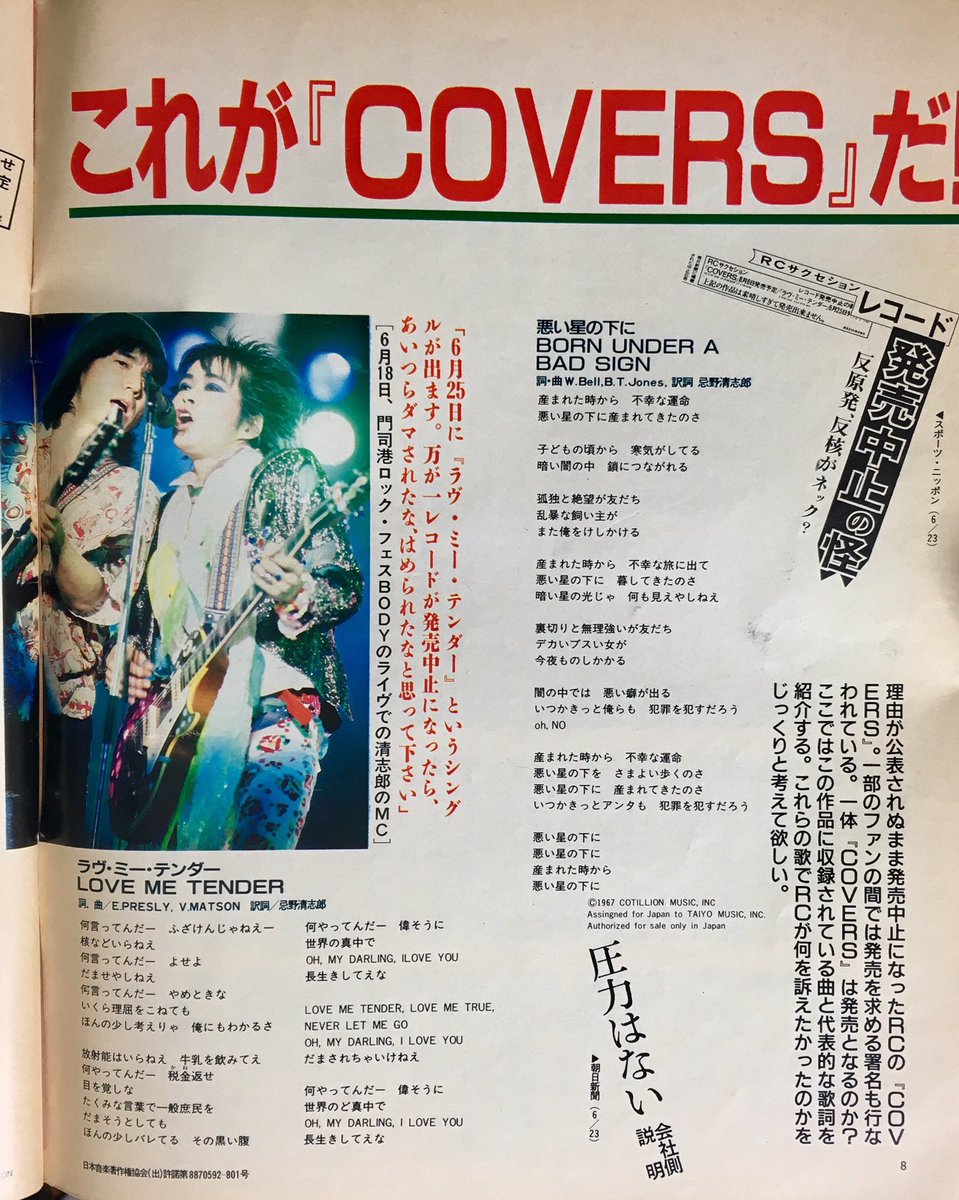 これが『COVERS』だ!
RCサクセション
レコード
発売中止の怪
反原発、反核がネック?
◀スポーツ・ニッポン(6/23)
上記の作品は素晴しすぎて発売出来ません。
理由が公表されぬまま発売中止になったRCの『COV
ERS』。一部のファンの間では発売を求める署名も行な
われている。一体『COVERS』は発売となるのか?
ここではこの作品に収録されている曲と代表的な歌詞を
紹介する。これらの歌でRCが何を訴えたかったのかを
じっくりと考えて欲しい。
悪い星の下に
BORN UNDER A
BAD SIGN
詞・曲 W.Bell,B.T.Jones, 訳詞 忌野清志郎
産まれた時から 不幸な運命
悪い星の下に産まれてきたのさ
子どもの頃から 寒気がしてる
暗い闇の中 鎖につながれる
孤独と絶望が友だち
乱暴な飼い主が
また俺をけしかける
産まれた時から 不幸な旅に出て
悪い星の下に 暮してきたのさ
暗い星の光じゃ 何も見えやしねえ
裏切りと無理強いが友だち
デカいブスい女が
今夜ものしかかる
闇の中では 悪い癖が出る
いつかきっと俺らも 犯罪を犯すだろう
oh, NO
産まれた時から 不幸な運命
悪い星の下を さまよい歩くのさ
悪い星の下に 産まれてきたのさ
いつかきっとアンタも 犯罪を犯すだろう
悪い星の下に
悪い星の下に
産まれた時から
悪い星の下に
©1967 COTILLION MUSIC, INC
Assingned for Japan to TAIYO MUSIC, INC.
Authorized for sale only in Japan
圧力はない
会社側
説明
▶朝日新聞(6/23)
「6月25日に『ラヴ・ミー・テンダー』というシング
ルが出ます。万が一レコードが発売中止になったら、
あいつらダマされたな、はめられたなと思って下さい」
[6月18日、門司港ロック・フェスBODYのライヴでの清志郎のMC]
ラヴ・ミー・テンダー
LOVE ME TENDER
詞.曲/E.PRESLY, V.MATSON 訳詞/忌野清志郎
何言ってんだー ふざけんじゃねえー
核などいらねえ
何言ってんだー よせよ
だませやしねえ
何言ってんだー やめときな
いくら理屈をこねても
ほんの少し考えりゃ 俺にもわかるさ
放射能はいらねえ 牛乳を飲みてえ
何やってんだー 税金返せ
目を覚しな
たくみな言葉で一般庶民を
だまそうとしても
ほんの少しバレてる その黒い腹
何やってんだー 偉そうに
世界の真中で
OH, MY DARLING, ILOVE YOU
長生きしてえな
LOVE ME TENDER, LOVE ME TRUE,
NEVER LET ME GO
OH, MY DARLING, I LOVE YOU
だまされちゃいけねえ
何やってんだー 偉そうに
世界のど真中で
OH, MY DARLING, I LOVE YOU
長生きしてえな
日本音楽著作権協会(出)許諾第8870592-801号
8